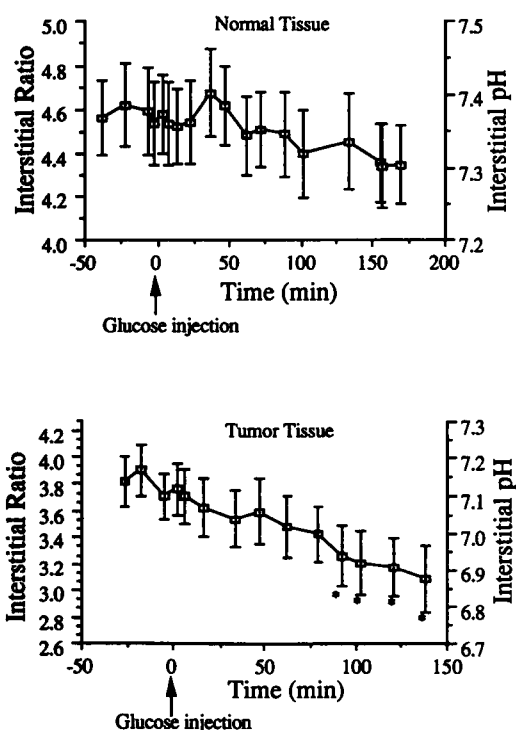 Normal Tissue
5.0
4.8
4.6
4.4
4.2
4.0
Interstitial Ratio
7.5
7.4
7.3
7.2
Interstitial pH
-50 0 50 100 150 200
Time (min)
Glucose injection
Tumor Tissue
4.2
4.0
3.8
3.6
3.4
3.2
3.0
2.8
2.6
Interstitial Ratio
7.3
7.2
7.1
7.0
6.9
6.8
6.7
Interstitial pH
* * * *
-50 0 50 100 150
Time (min)
Glucose injection